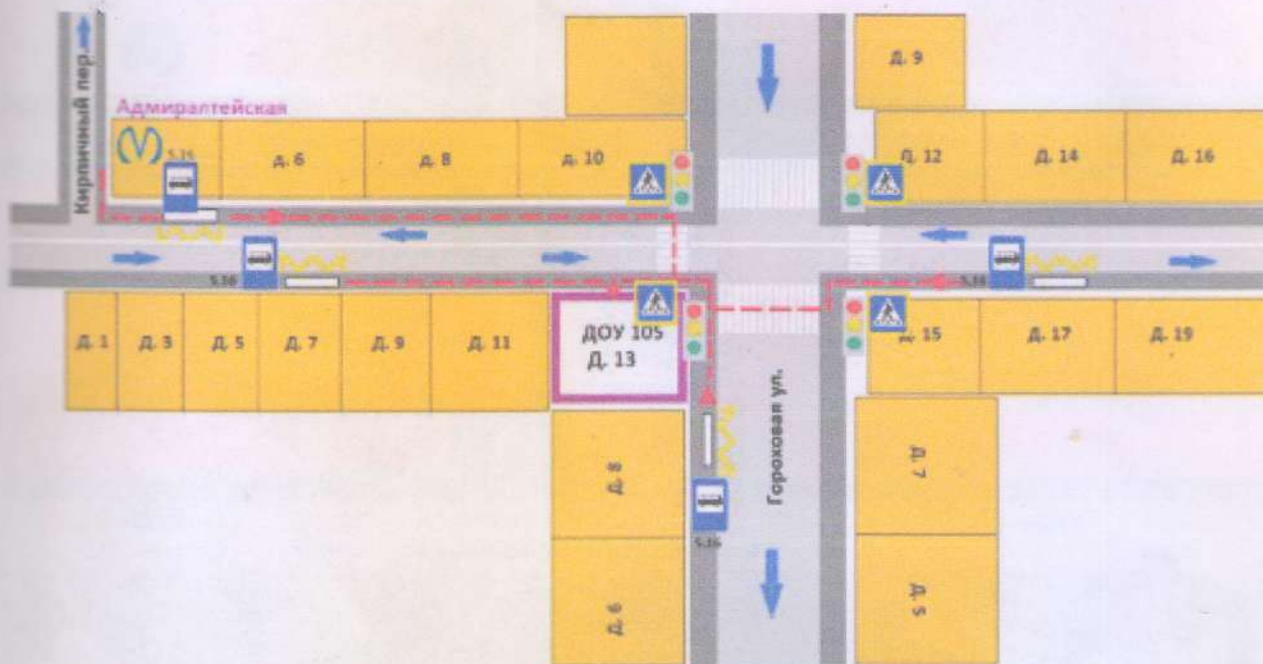 Кирпичный пер.
Адмиралтейская
5.16
д. 6
д. 8
д. 10
Д. 9
Д. 12
Д. 14
Д. 16
5.16
5.16
Д. 1
Д. 3
Д. 5
Д. 7
Д. 9
Д. 11
ДОУ 105
Д. 13
Д. 15
Д. 17
Д. 19
Гороховая ул.
Д. 8
Д. 7
5.16
Д. 6
Д. 5